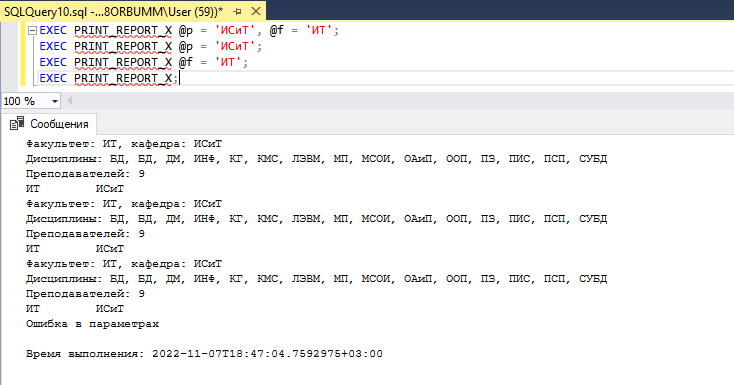 SQLQuery10.sql -...8ORBUMM\User (59))*
EXEC PRINT_REPORT_X @p = 'ИСиТ', @f = 'ИТ';
EXEC PRINT_REPORT_X @p = 'ИСиТ';
EXEC PRINT_REPORT_X @f = 'ИТ';
EXEC PRINT_REPORT_X;
100 %
Сообщения
Факультет: ИТ, кафедра: ИСиТ
Дисциплины: БД, БД, ДМ, ИНФ, КГ, КМС, ЛЭВМ, МП, МСОИ, ОАиП, ООП, ПЗ, ПИС, ПСП, СУБД
Преподавателей: 9
ИТ ИСиТ
Факультет: ИТ, кафедра: ИСиТ
Дисциплины: БД, БД, ДМ, ИНФ, КГ, КМС, ЛЭВМ, МП, МСОИ, ОАиП, ООП, ПЗ, ПИС, ПСП, СУБД
Преподавателей: 9
ИТ ИСиТ
Факультет: ИТ, кафедра: ИСиТ
Дисциплины: БД, БД, ДМ, ИНФ, КГ, КМС, ЛЭВМ, МП, МСОИ, ОАиП, ООП, ПЗ, ПИС, ПСП, СУБД
Преподавателей: 9
ИТ ИСиТ
Ошибка в параметрах
Время выполнения: 2022-11-07T18:47:04.7592975+03:00